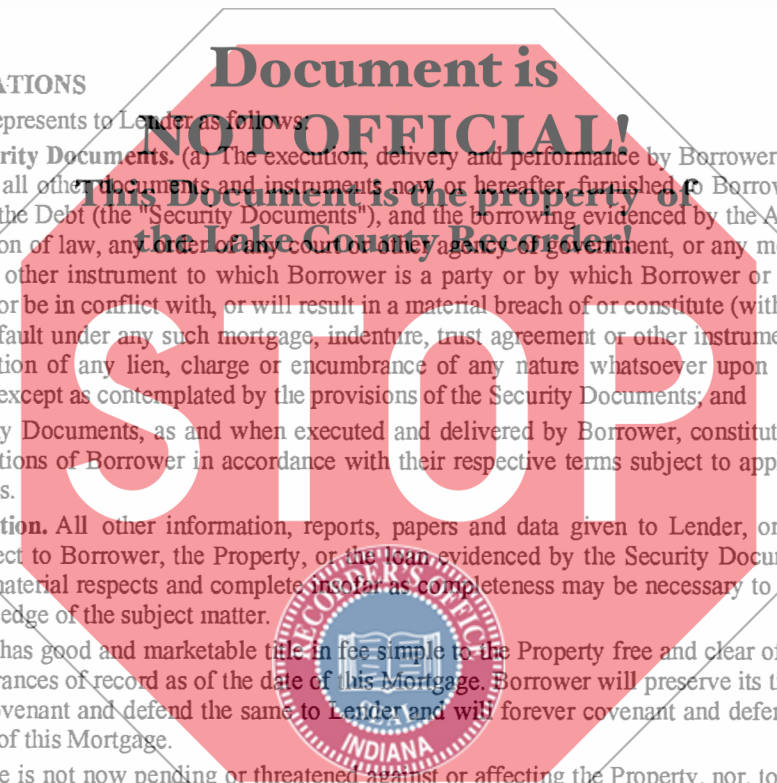 Document is
ATIONS
epresents to Lender as follows:
NOT OFFICIAL!
rity Documents. (a) The execution, delivery and performance by Borrower
all other documents and instruments now or hereafter furnished to Borrow
This Document is the property of
the Debt (the "Security Documents"), and the borrowing evidenced by the A
on of law, any order of any court or other agency of government, or any m
the Lake County Recorder!
other instrument to which Borrower is a party or by which Borrower or
or be in conflict with, or will result in a material breach of or constitute (with
fault under any such mortgage, indenture, trust agreement or other instrume
tion of any lien, charge or encumbrance of any nature whatsoever upon
except as contemplated by the provisions of the Security Documents; and
STOP
y Documents, as and when executed and delivered by Borrower, constitut
tions of Borrower in accordance with their respective terms subject to app
s.
tion. All other information, reports, papers and data given to Lender, or
ect to Borrower, the Property, or the loan evidenced by the Security Docu
naterial respects and complete insofar as completeness may be necessary to
edge of the subject matter.
RECORDER'S OFFIC
has good and marketable title in fee simple to the Property free and clear of
rances of record as of the date of this Mortgage. Borrower will preserve its t
ovenant and defend the same to Lender and will forever covenant and defen
of this Mortgage.
INDIANA
e is not now pending or threatened against or affecting the Property, nor, to